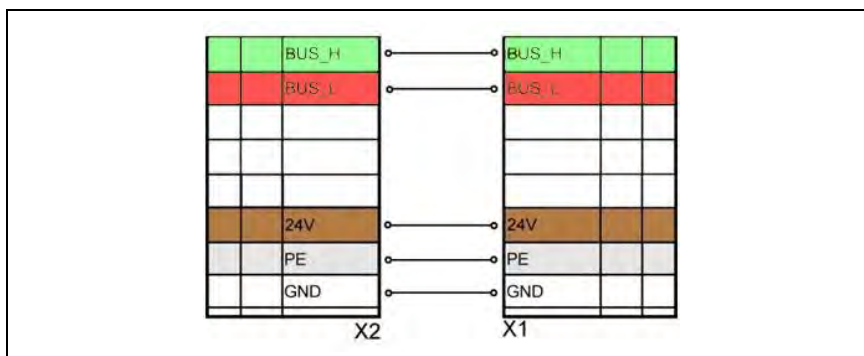 BUS_H BUS_H
BUS_L BUS_L
24V 24V
PE PE
GND GND
X2 X1